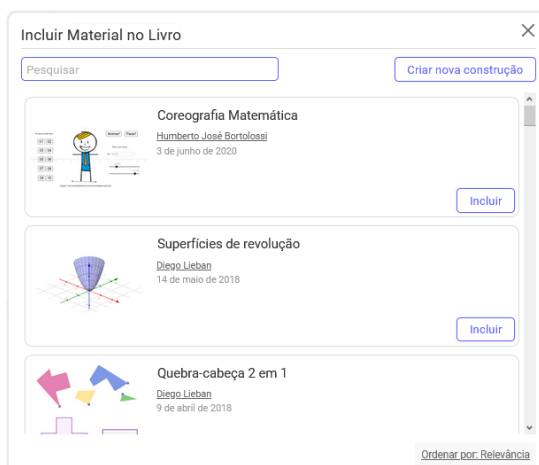 Incluir Material no Livro
Pesquisar
Criar nova construção
Coreografia Matemática
Humberto José Bortolossi
3 de junho de 2020
Incluir
Superfícies de revolução
Diego Lieban
14 de maio de 2018
Incluir
Quebra-cabeça 2 em 1
Diego Lieban
9 de abril de 2018
Ordenar por: Relevância